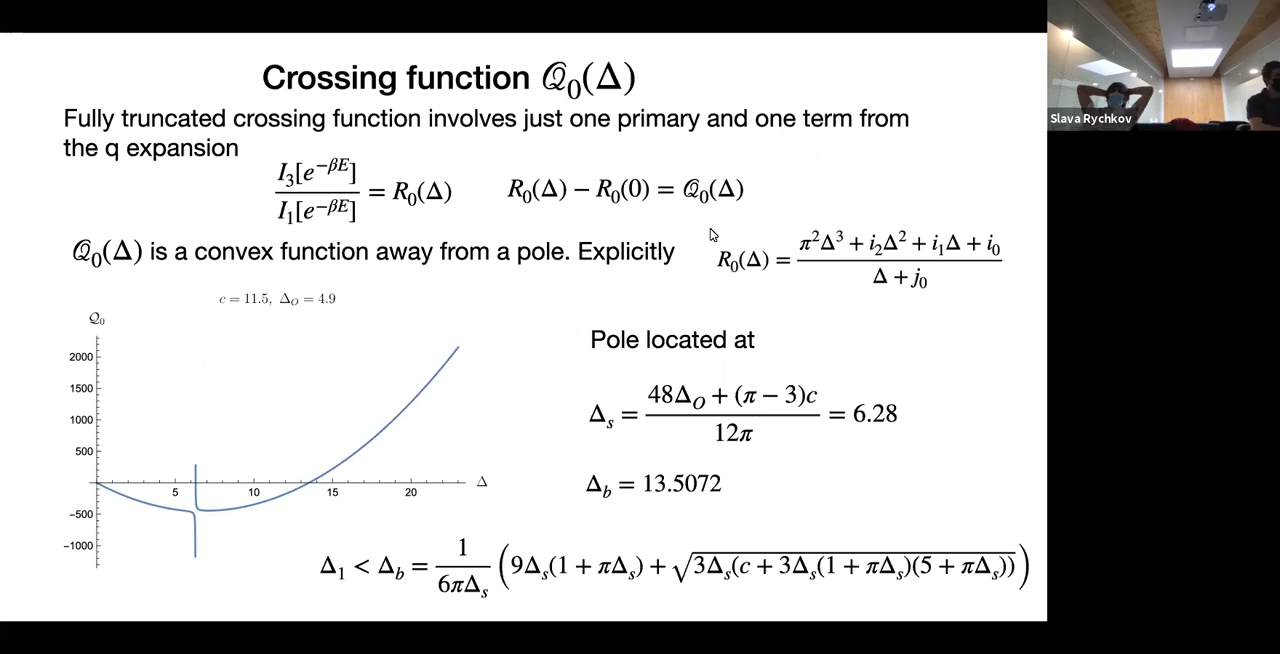 Crossing function 𝒬₀(Δ)
Fully truncated crossing function involves just one primary and one term from
the q expansion
I₃[e^{−βE}] / I₁[e^{−βE}] = R₀(Δ)    R₀(Δ) − R₀(0) = 𝒬₀(Δ)
𝒬₀(Δ) is a convex function away from a pole. Explicitly    R₀(Δ) = (π²Δ³ + i₂Δ² + i₁Δ + i₀) / (Δ + j₀)
c = 11.5, Δ_O = 4.9
𝒬₀
2000
1500
1000
500
−500
−1000
5 10 15 20 Δ
Pole located at
Δ_s = (48Δ_O + (π − 3)c) / 12π = 6.28
Δ_b = 13.5072
Δ₁ < Δ_b = 1 / 6πΔ_s (9Δ_s(1 + πΔ_s) + √(3Δ_s(c + 3Δ_s(1 + πΔ_s)(5 + πΔ_s))))
Slava Rychkov